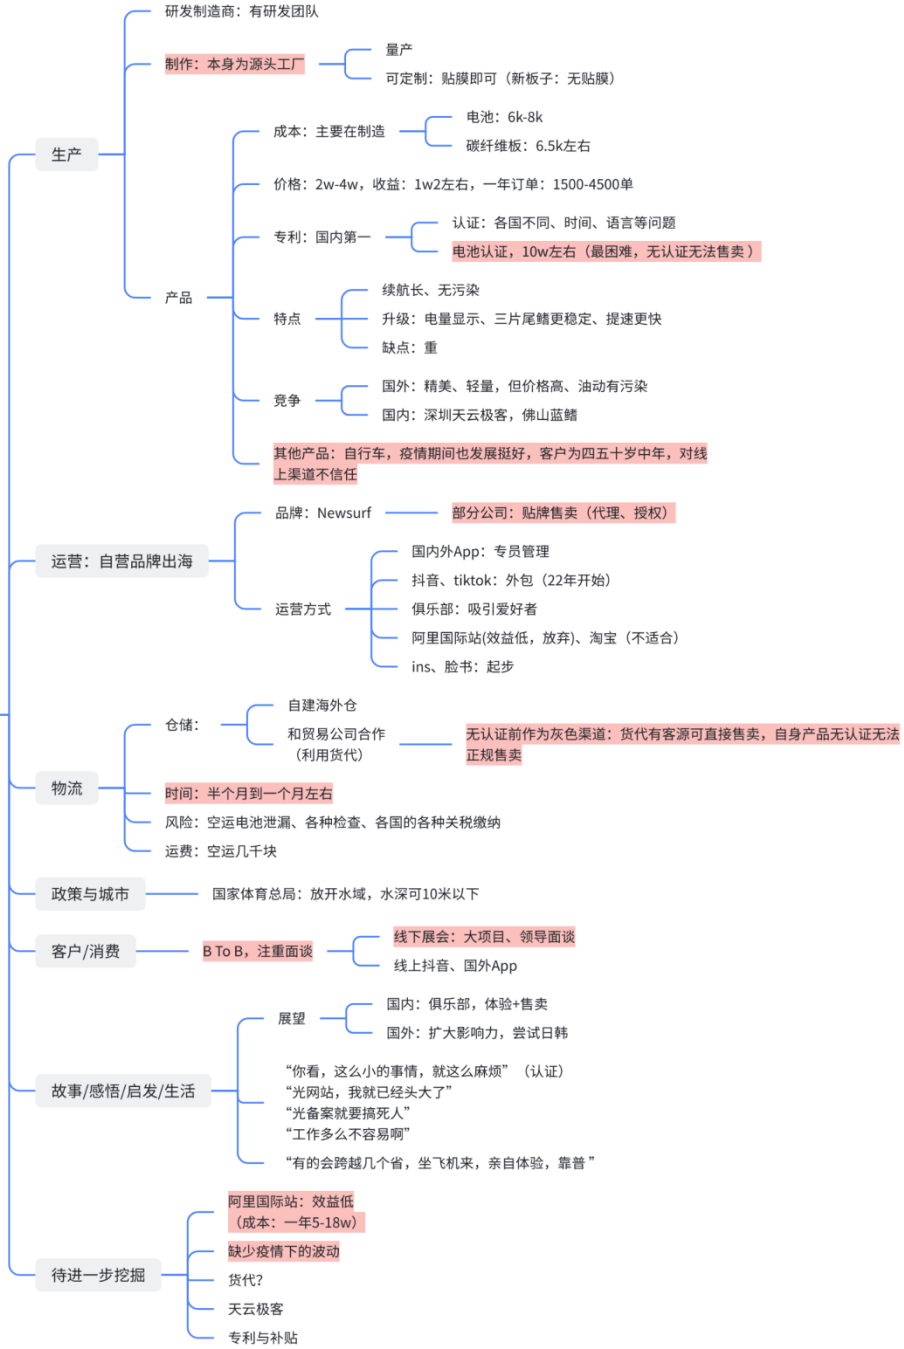 研发制造商：有研发团队
制作：本身为源头工厂
量产
可定制：贴膜即可（新板子：无贴膜）
生产
成本：主要在制造
电池：6k-8k
碳纤维板：6.5k左右
价格：2w-4w，收益：1w2左右，一年订单：1500-4500单
专利：国内第一
认证：各国不同、时间、语言等问题
电池认证，10w左右（最困难，无认证无法售卖 ）
产品
特点
续航长、无污染
升级：电量显示、三片尾鳍更稳定、提速更快
缺点：重
竞争
国外：精美、轻量，但价格高、油动有污染
国内：深圳天云极客，佛山蓝鳍
其他产品：自行车，疫情期间也发展挺好，客户为四五十岁中年，对线
上渠道不信任
运营：自营品牌出海
品牌：Newsurf
部分公司：贴牌售卖（代理、授权）
运营方式
国内外App：专员管理
抖音、tiktok：外包（22年开始）
俱乐部：吸引爱好者
阿里国际站(效益低，放弃)、淘宝（不适合）
ins、脸书：起步
物流
仓储：
自建海外仓
和贸易公司合作
（利用货代）
无认证前作为灰色渠道：货代有客源可直接售卖，自身产品无认证无法
正规售卖
时间：半个月到一个月左右
风险：空运电池泄漏、各种检查、各国的各种关税缴纳
运费：空运几千块
政策与城市
国家体育总局：放开水域，水深可10米以下
客户/消费
B To B，注重面谈
线下展会：大项目、领导面谈
线上抖音、国外App
故事/感悟/启发/生活
展望
国内：俱乐部，体验+售卖
国外：扩大影响力，尝试日韩
“你看，这么小的事情，就这么麻烦”（认证）
“光网站，我就已经头大了”
“光备案就要搞死人”
“工作多么不容易啊”
“有的会跨越几个省，坐飞机来，亲自体验，靠普 ”
待进一步挖掘
阿里国际站：效益低
（成本：一年5-18w）
缺少疫情下的波动
货代？
天云极客
专利与补贴